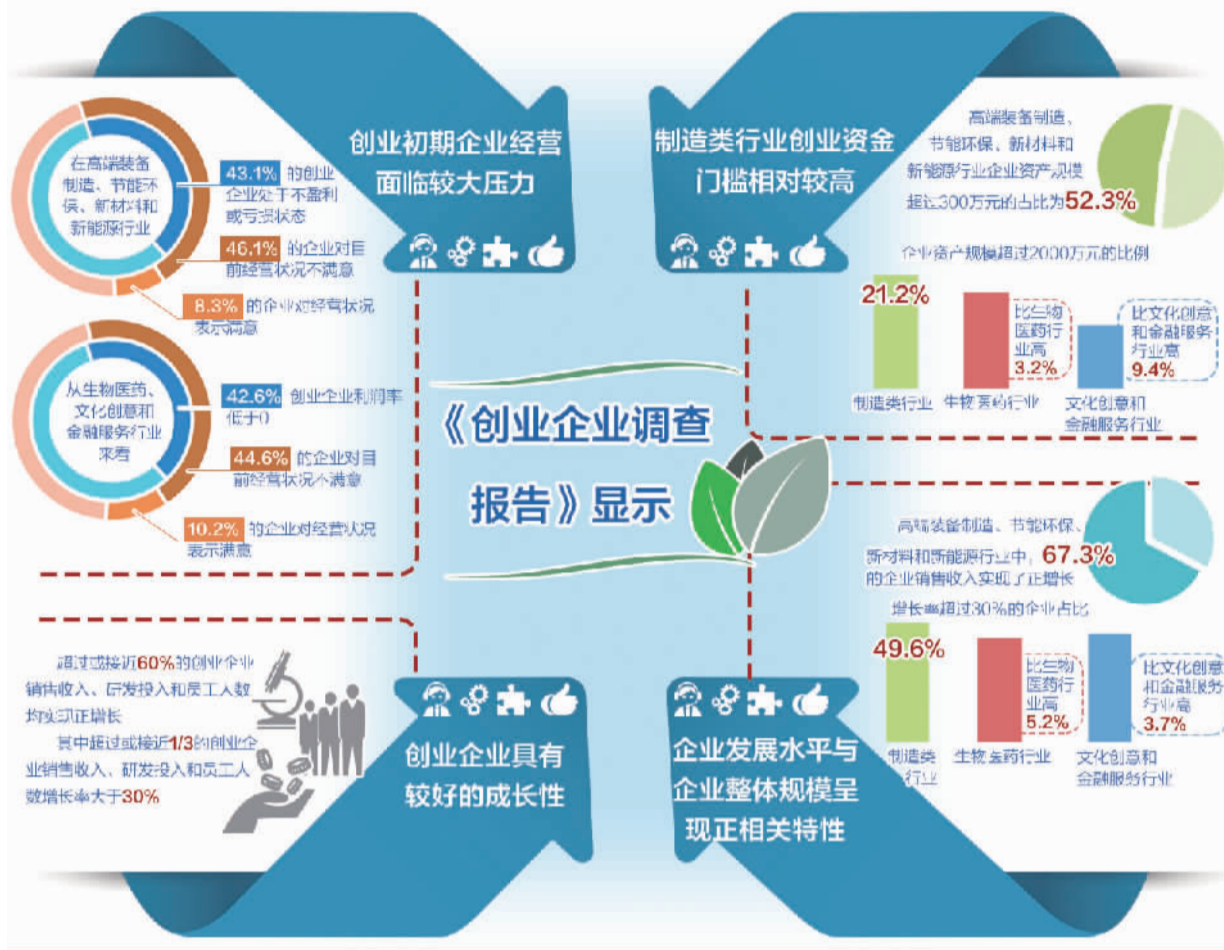 创业初期企业经营
面临较大压力
在高端装备
制造、节能环
保、新材料和
新能源行业
43.1% 的创业
企业处于不盈利
或亏损状态
46.1% 的企业对目
前经营状况不满意
8.3% 的企业对经营状况
表示满意
从生物医药、
文化创意和
金融服务行业
来看
42.6% 创业企业利润率
低于0
44.6% 的企业对目
前经营状况不满意
10.2% 的企业对经营状况
表示满意
制造类行业创业资金
门槛相对较高
高端装备制造、
节能环保、新材料和
新能源行业企业资产规模
超过300万元的占比为52.3%
企业资产规模超过2000万元的比例
21.2%
比生物
医药行
业高
3.2%
比文化创意
和金融服务
行业高
9.4%
制造类行业
生物医药行业
文化创意和
金融服务行业
《创业企业调查
报告》显示
超过或接近60%的创业企业
销售收入、研发投入和员工人数
均实现正增长
其中超过或接近1/3的创业企
业销售收入、研发投入和员工人
数增长率大于30%
创业企业具有
较好的成长性
企业发展水平与
企业整体规模呈
现正相关特性
高端装备制造、节能环保、
新材料和新能源行业中，67.3%
的企业销售收入实现了正增长
增长率超过30%的企业占比
49.6%
比生物
医药行
业高
5.2%
比文化创意
和金融服务
行业高
3.7%
制造类
行业
生物医药行业
文化创意和
金融服务行业